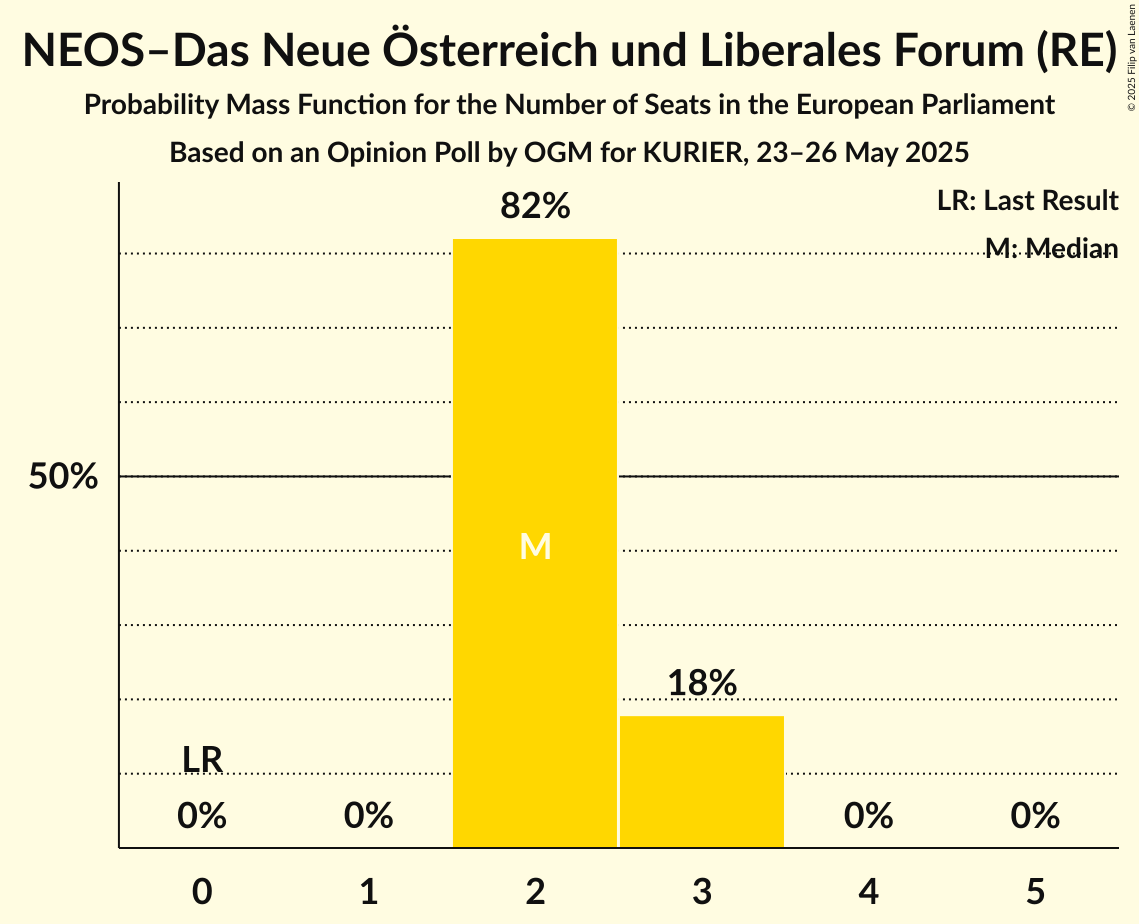 NEOS–Das Neue Österreich und Liberales Forum (RE)
Probability Mass Function for the Number of Seats in the European Parliament
Based on an Opinion Poll by OGM for KURIER, 23–26 May 2025
© 2025 Filip van Laenen
LR: Last Result
M: Median
82%
50%
M
18%
LR
0%
0%
0%
0%
0
1
2
3
4
5